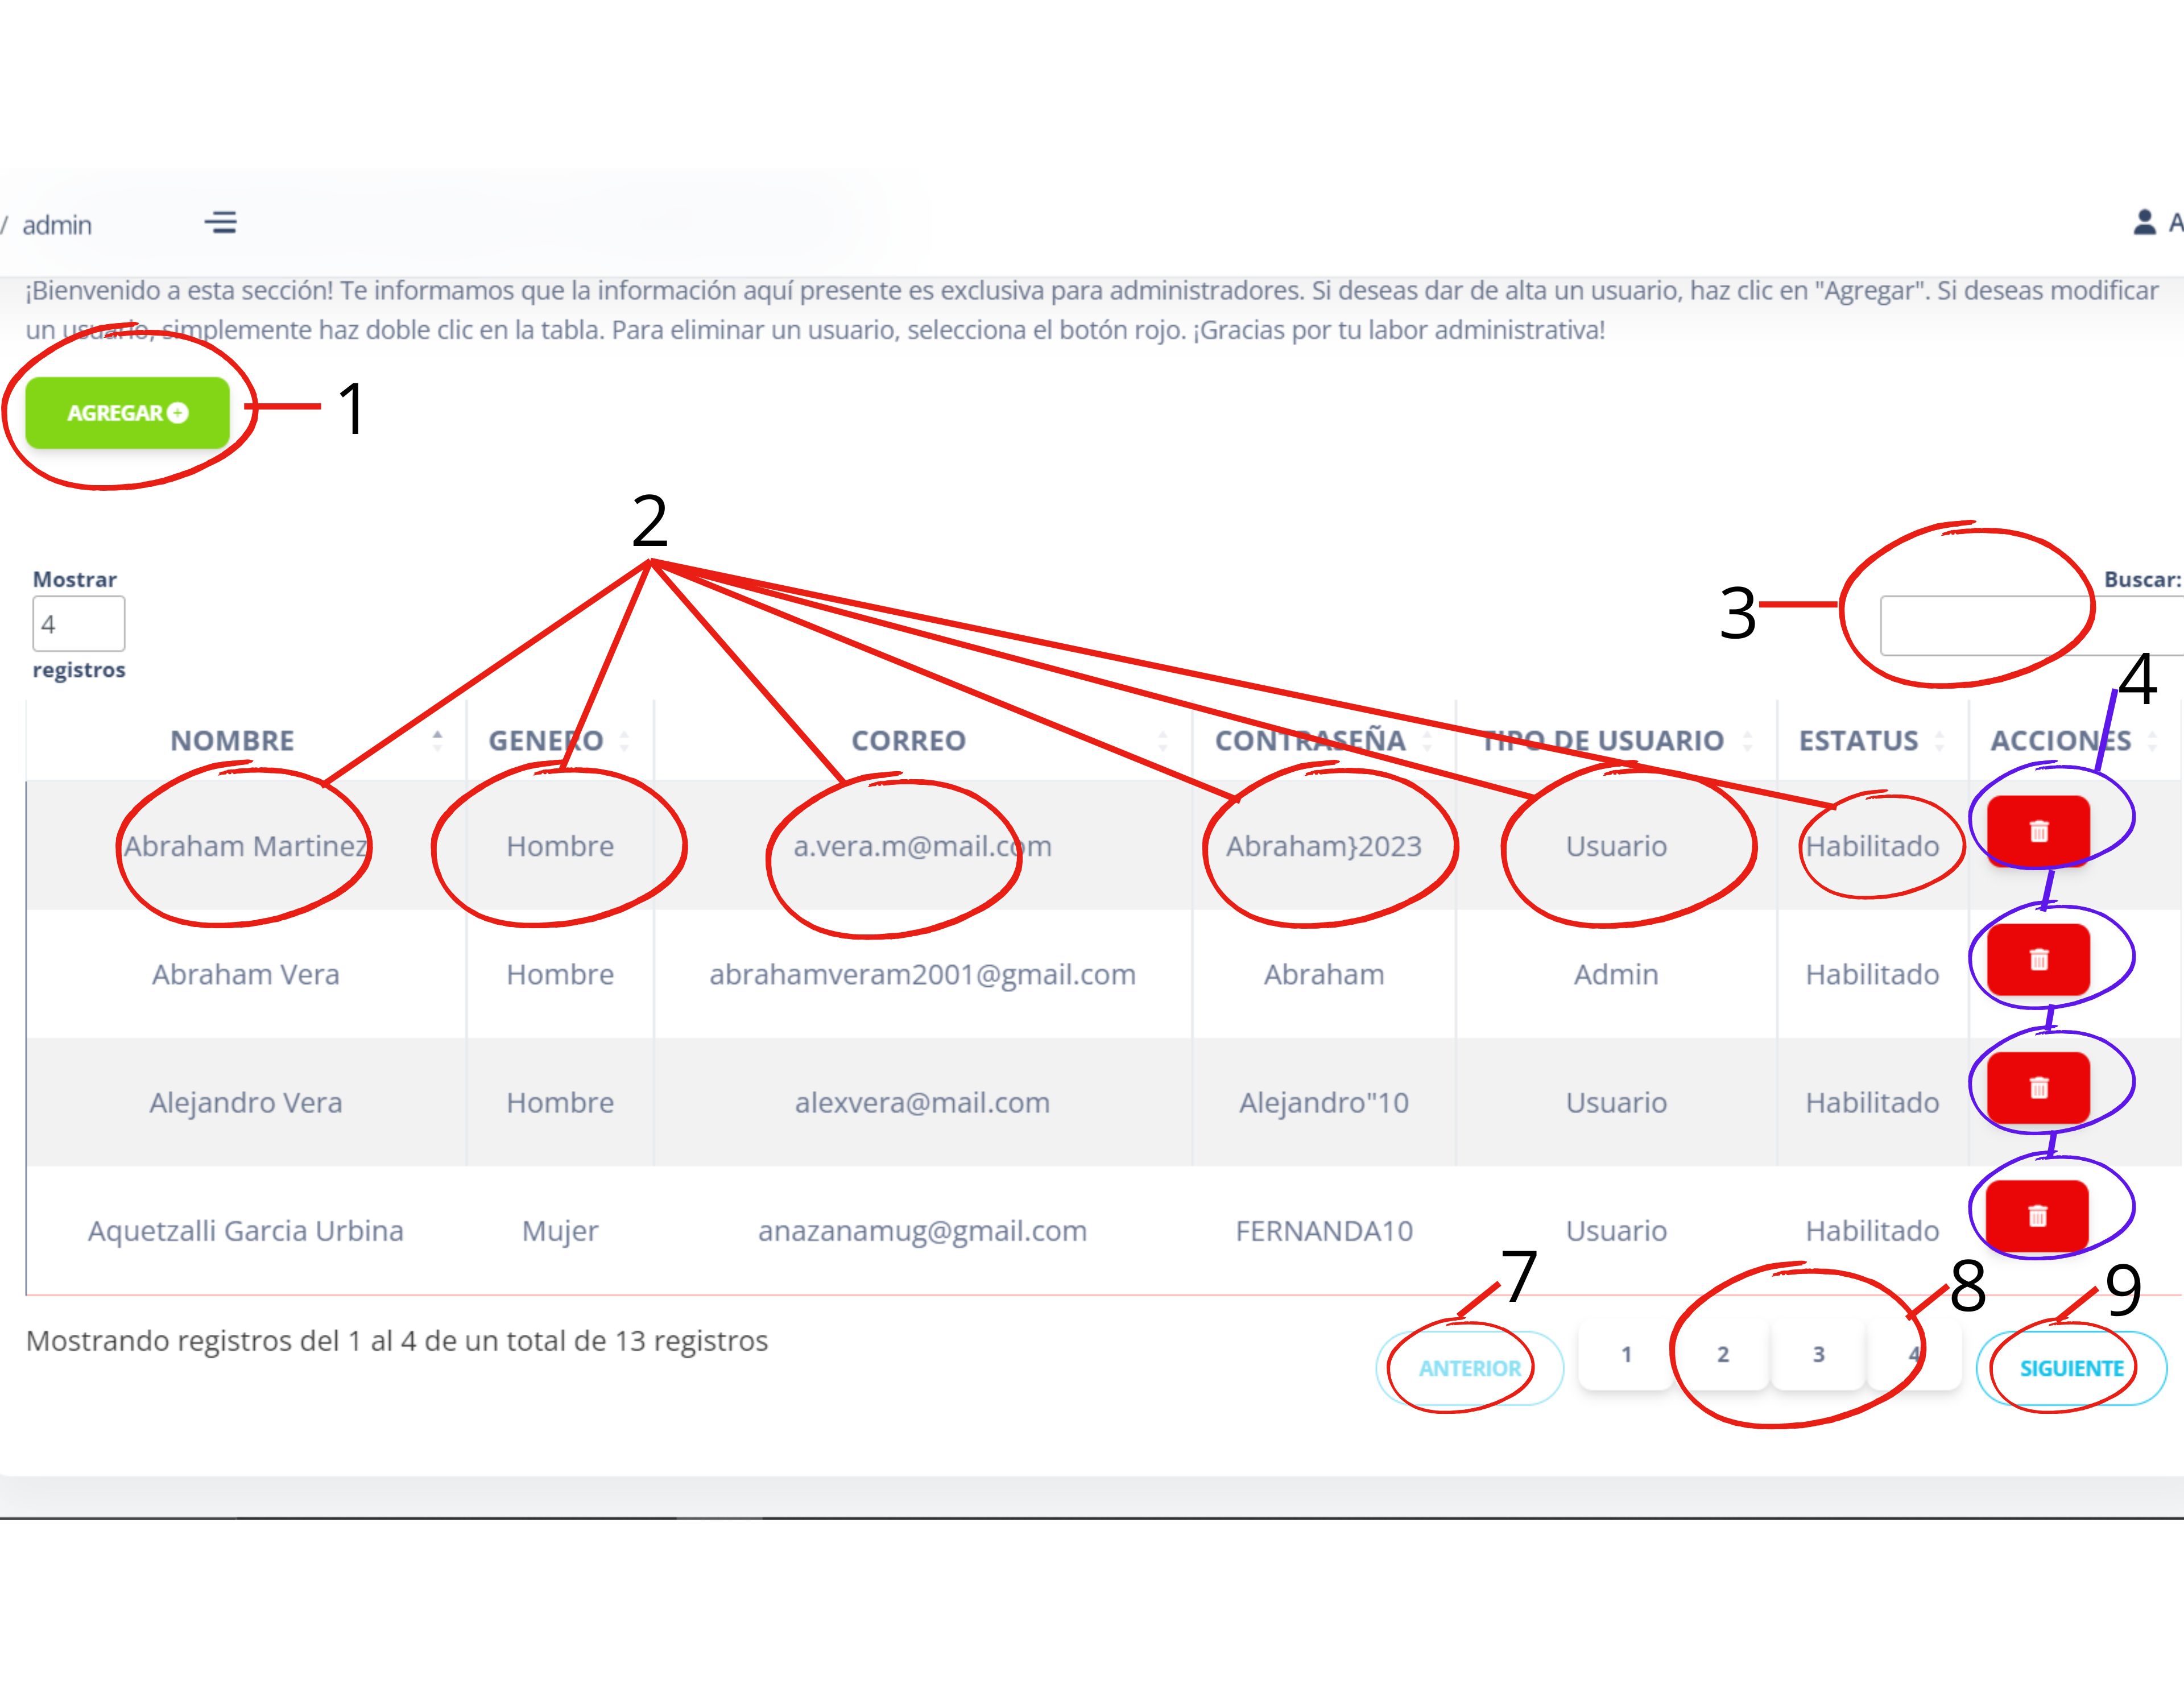 / admin
A
¡Bienvenido a esta sección! Te informamos que la información aquí presente es exclusiva para administradores. Si deseas dar de alta un usuario, haz clic en "Agregar". Si deseas modificar
un usuario, simplemente haz doble clic en la tabla. Para eliminar un usuario, selecciona el botón rojo. ¡Gracias por tu labor administrativa!
AGREGAR
1
2
Mostrar
4
registros
Buscar:
3
4
NOMBRE GENERO CORREO CONTRASEÑA TIPO DE USUARIO ESTATUS ACCIONES
Abraham Martinez Hombre a.vera.m@mail.com Abraham}2023 Usuario Habilitado
Abraham Vera Hombre abrahamveram2001@gmail.com Abraham Admin Habilitado
Alejandro Vera Hombre alexvera@mail.com Alejandro"10 Usuario Habilitado
Aquetzalli Garcia Urbina Mujer anazanamug@gmail.com FERNANDA10 Usuario Habilitado
7
8
9
Mostrando registros del 1 al 4 de un total de 13 registros
ANTERIOR 1 2 3 4 SIGUIENTE